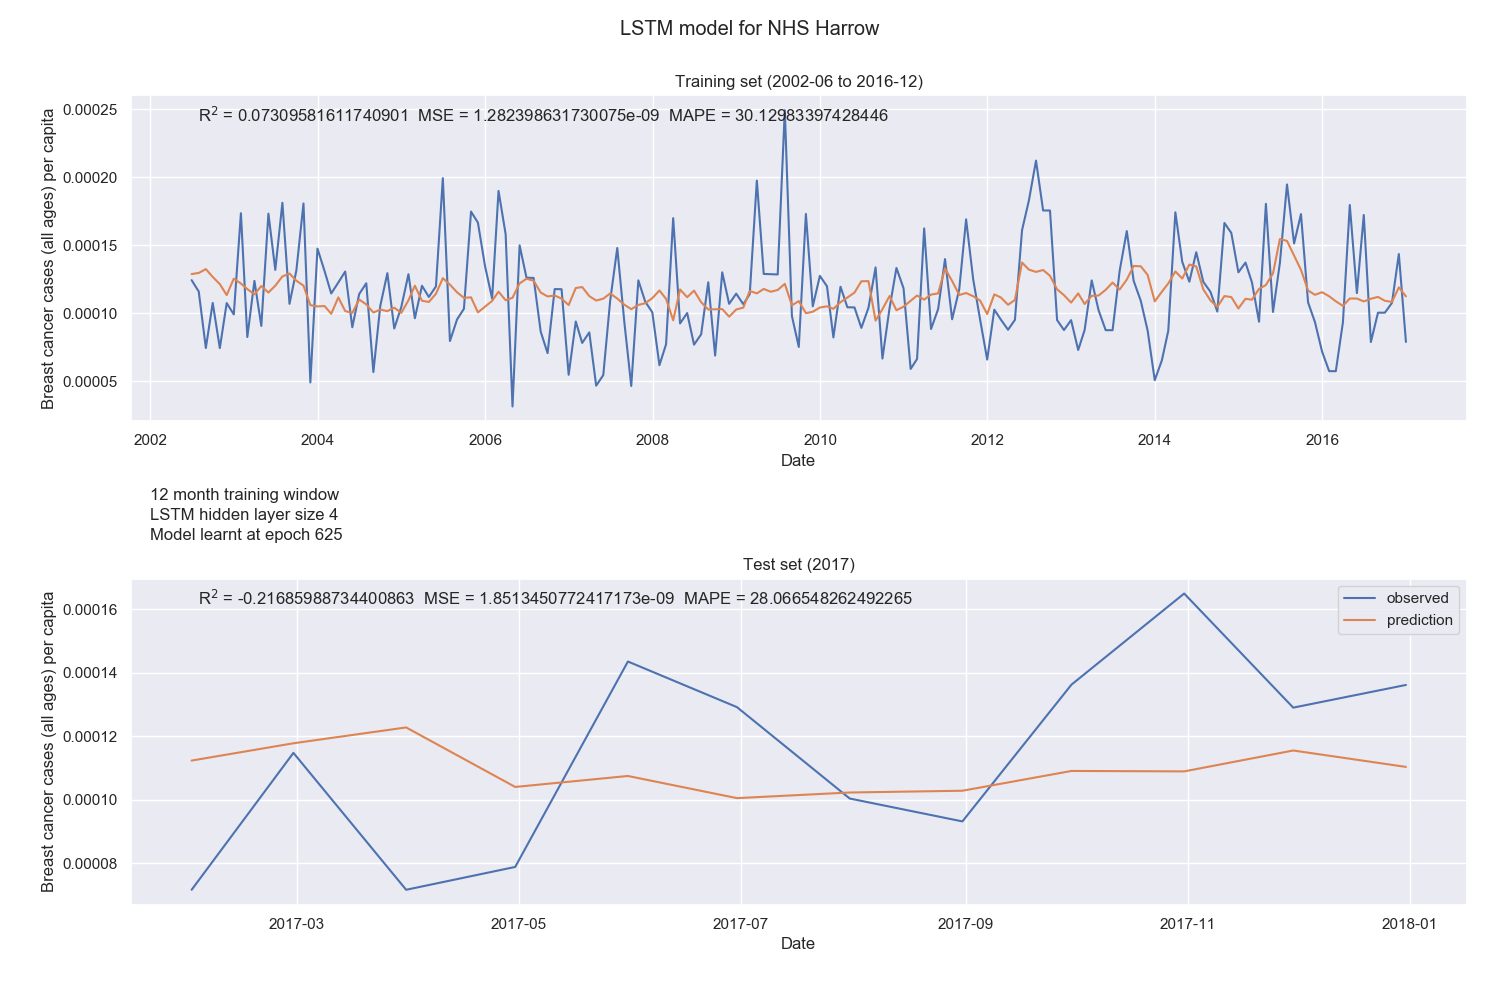 LSTM model for NHS Harrow
Training set (2002-06 to 2016-12)
R² = 0.07309581611740901 MSE = 1.282398631730075e-09 MAPE = 30.12983397428446
Breast cancer cases (all ages) per capita
0.00025
0.00020
0.00015
0.00010
0.00005
2002 2004 2006 2008 2010 2012 2014 2016
Date
12 month training window
LSTM hidden layer size 4
Model learnt at epoch 625
Test set (2017)
R² = -0.21685988734400863 MSE = 1.8513450772417173e-09 MAPE = 28.066548262492265
observed
prediction
Breast cancer cases (all ages) per capita
0.00016
0.00014
0.00012
0.00010
0.00008
2017-03 2017-05 2017-07 2017-09 2017-11 2018-01
Date